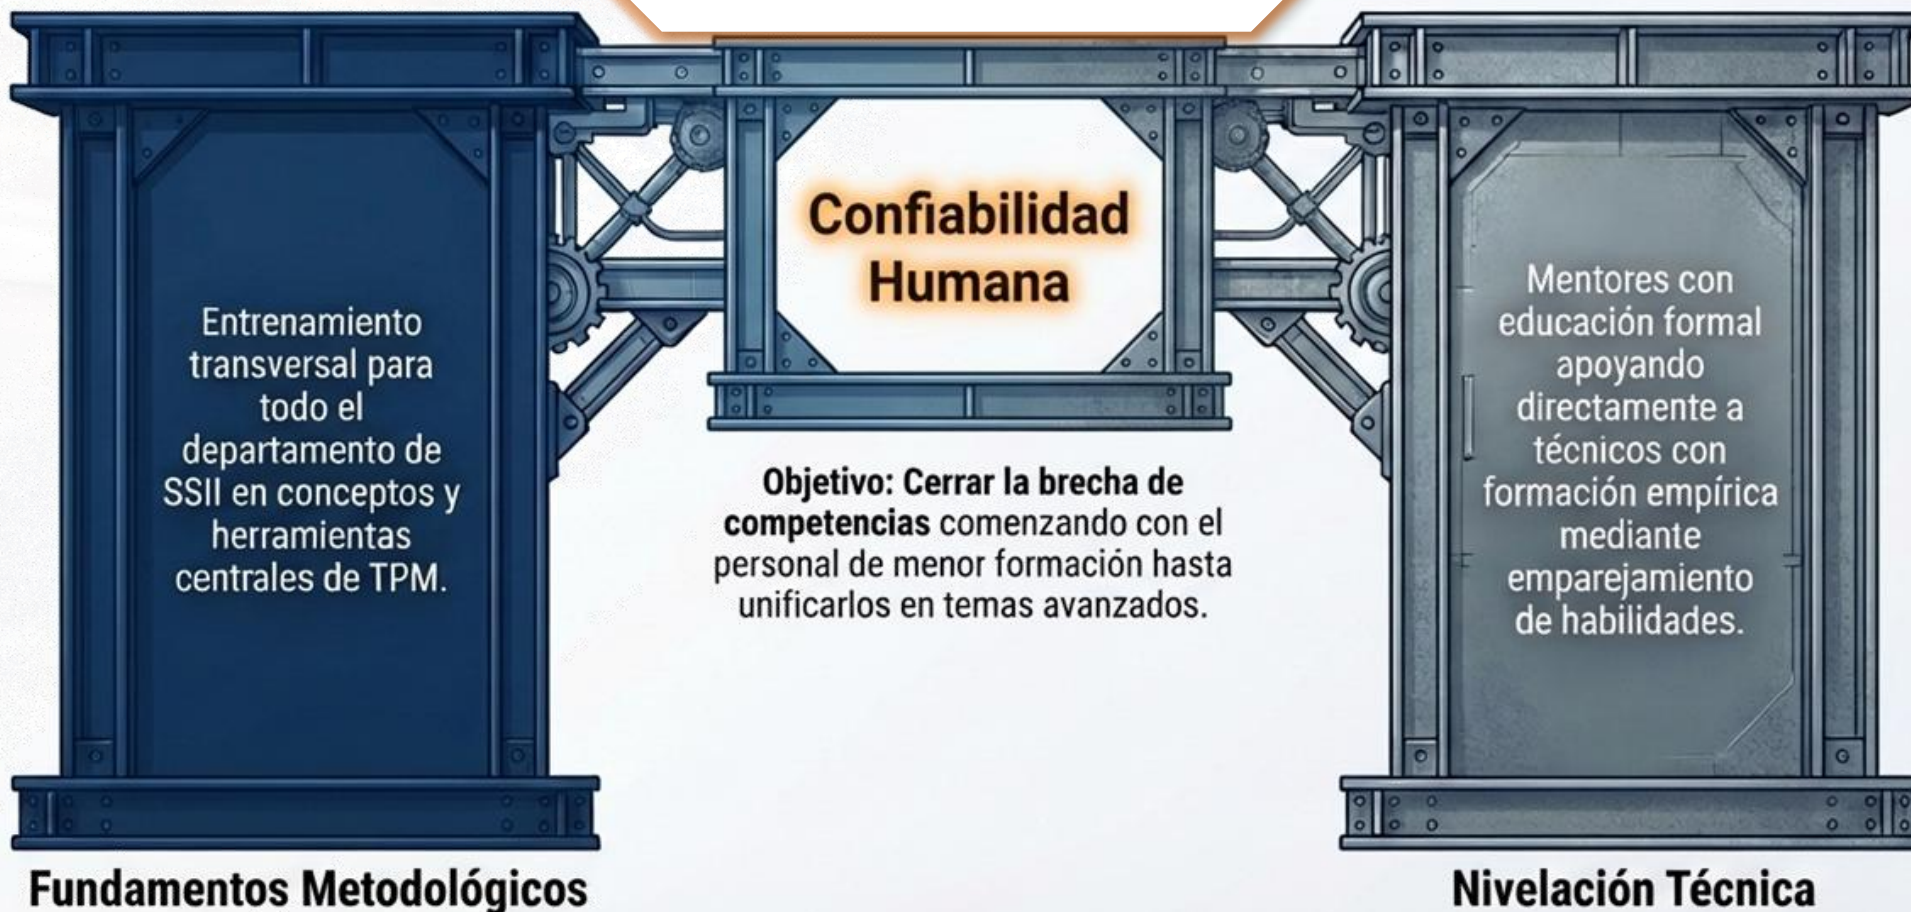 Confiabilidad
Humana
Entrenamiento
transversal para
todo el
departamento de
SSII en conceptos y
herramientas
centrales de TPM.
Fundamentos Metodológicos
Objetivo: Cerrar la brecha de
competencias comenzando con el
personal de menor formación hasta
unificarlos en temas avanzados.
Mentores con
educación formal
apoyando
directamente a
técnicos con
formación empírica
mediante
emparejamiento
de habilidades.
Nivelación Técnica